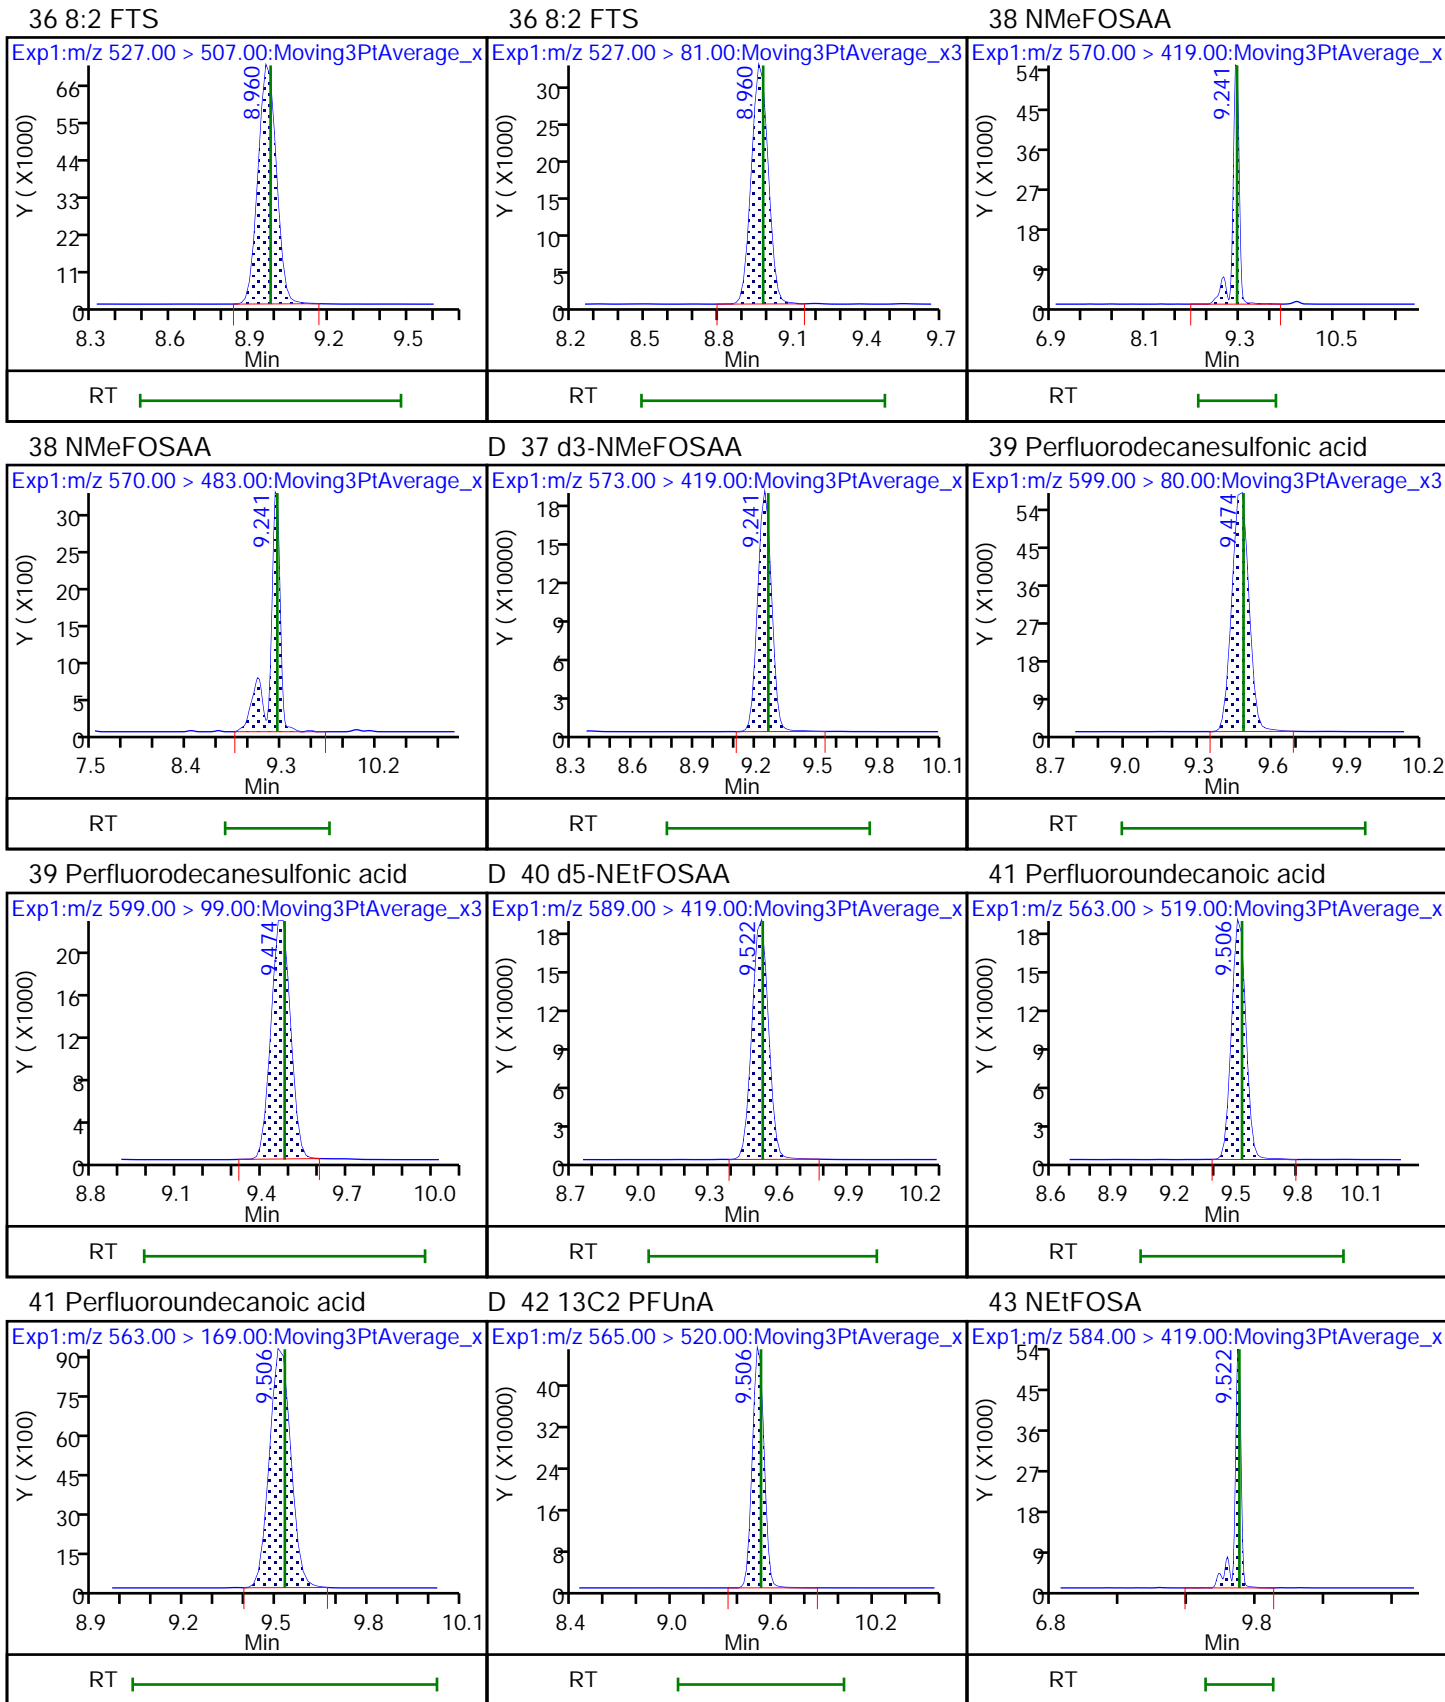 36 8:2 FTS
Exp1:m/z 527.00 > 507.00:Moving3PtAverage_x
8.960
66
55
44
33
22
11
0
Y ( X1000)
8.3 8.6 8.9 9.2 9.5
Min
RT
36 8:2 FTS
Exp1:m/z 527.00 > 81.00:Moving3PtAverage_x3
8.960
30
25
20
15
10
5
0
Y ( X1000)
8.2 8.5 8.8 9.1 9.4 9.7
Min
RT
38 NMeFOSAA
Exp1:m/z 570.00 > 419.00:Moving3PtAverage_x
9.241
54
45
36
27
18
9
0
Y ( X1000)
6.9 8.1 9.3 10.5
Min
RT
38 NMeFOSAA
Exp1:m/z 570.00 > 483.00:Moving3PtAverage_x
9.241
30
25
20
15
10
5
0
Y ( X100)
7.5 8.4 9.3 10.2
Min
RT
D 37 d3-NMeFOSAA
Exp1:m/z 573.00 > 419.00:Moving3PtAverage_x
9.241
18
15
12
9
6
3
0
Y ( X10000)
8.3 8.6 8.9 9.2 9.5 9.8 10.1
Min
RT
39 Perfluorodecanesulfonic acid
Exp1:m/z 599.00 > 80.00:Moving3PtAverage_x3
9.474
54
45
36
27
18
9
0
Y ( X1000)
8.7 9.0 9.3 9.6 9.9 10.2
Min
RT
39 Perfluorodecanesulfonic acid
Exp1:m/z 599.00 > 99.00:Moving3PtAverage_x3
9.474
20
16
12
8
4
0
Y ( X1000)
8.8 9.1 9.4 9.7 10.0
Min
RT
D 40 d5-NEtFOSAA
Exp1:m/z 589.00 > 419.00:Moving3PtAverage_x
9.522
18
15
12
9
6
3
0
Y ( X10000)
8.7 9.0 9.3 9.6 9.9 10.2
Min
RT
41 Perfluoroundecanoic acid
Exp1:m/z 563.00 > 519.00:Moving3PtAverage_x
9.506
18
15
12
9
6
3
0
Y ( X10000)
8.6 8.9 9.2 9.5 9.8 10.1
Min
RT
41 Perfluoroundecanoic acid
Exp1:m/z 563.00 > 169.00:Moving3PtAverage_x
9.506
90
75
60
45
30
15
0
Y ( X100)
8.9 9.2 9.5 9.8 10.1
Min
RT
D 42 13C2 PFUnA
Exp1:m/z 565.00 > 520.00:Moving3PtAverage_x
9.506
40
32
24
16
8
0
Y ( X10000)
8.4 9.0 9.6 10.2
Min
RT
43 NEtFOSA
Exp1:m/z 584.00 > 419.00:Moving3PtAverage_x
9.522
54
45
36
27
18
9
0
Y ( X1000)
6.8 9.8
Min
RT